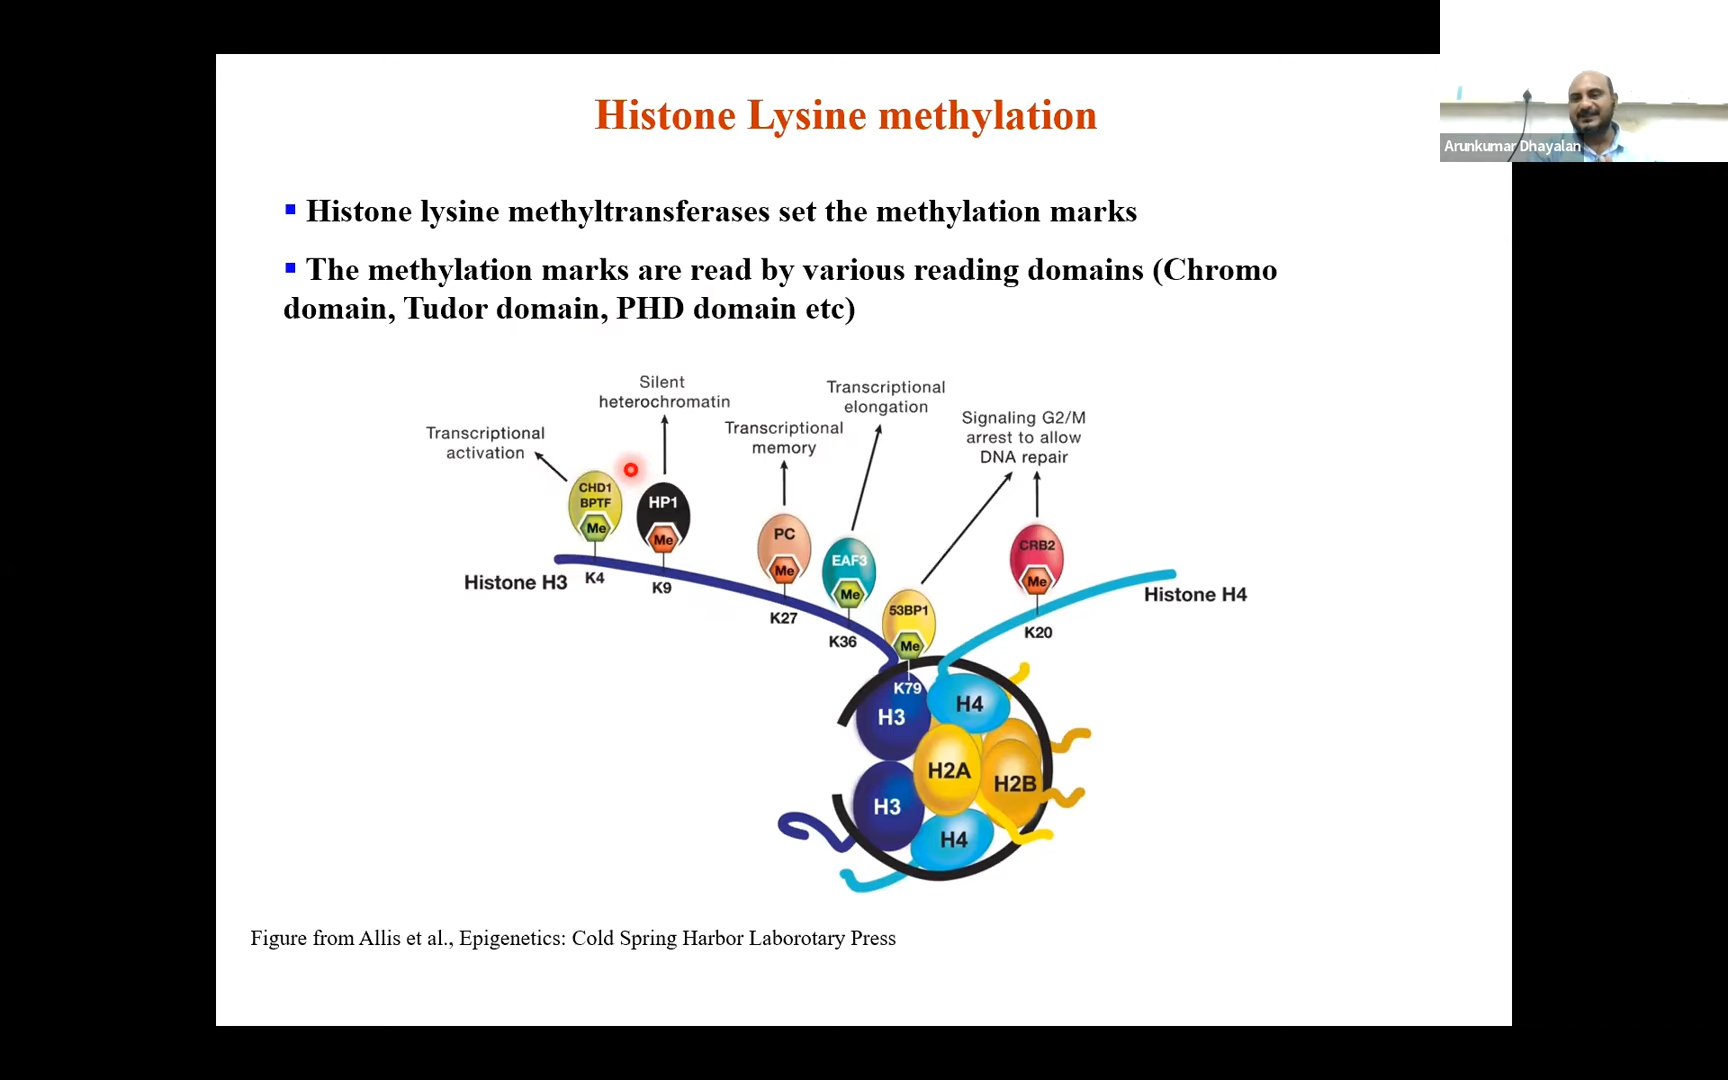 Histone Lysine methylation
Arunkumar Dhayalan
Histone lysine methyltransferases set the methylation marks
The methylation marks are read by various reading domains (Chromo
domain, Tudor domain, PHD domain etc)
Transcriptional
activation
Silent
heterochromatin
Transcriptional
memory
Transcriptional
elongation
Signaling G2/M
arrest to allow
DNA repair
CHD1
BPTF
Me
HP1
Me
PC
Me
EAF3
Me
53BP1
Me
CRB2
Me
Histone H3
K4
K9
K27
K36
K79
K20
Histone H4
H3
H4
H2A
H2B
H3
H4
Figure from Allis et al., Epigenetics: Cold Spring Harbor Laborotary Press